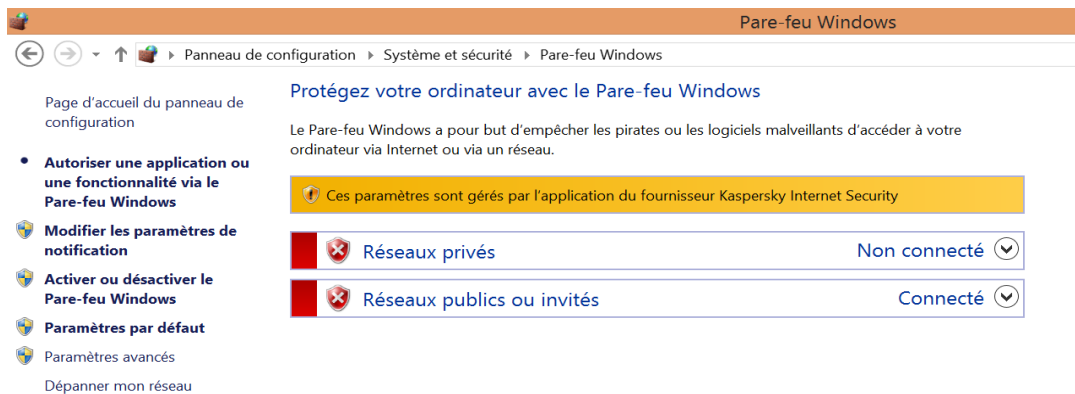 Pare-feu Windows
Panneau de configuration Système et sécurité Pare-feu Windows
Page d'accueil du panneau de
configuration
Autoriser une application ou
une fonctionnalité via le
Pare-feu Windows
Modifier les paramètres de
notification
Activer ou désactiver le
Pare-feu Windows
Paramètres par défaut
Paramètres avancés
Dépanner mon réseau
Protégez votre ordinateur avec le Pare-feu Windows
Le Pare-feu Windows a pour but d'empêcher les pirates ou les logiciels malveillants d'accéder à votre
ordinateur via Internet ou via un réseau.
Ces paramètres sont gérés par l'application du fournisseur Kaspersky Internet Security
Réseaux privés Non connecté
Réseaux publics ou invités Connecté